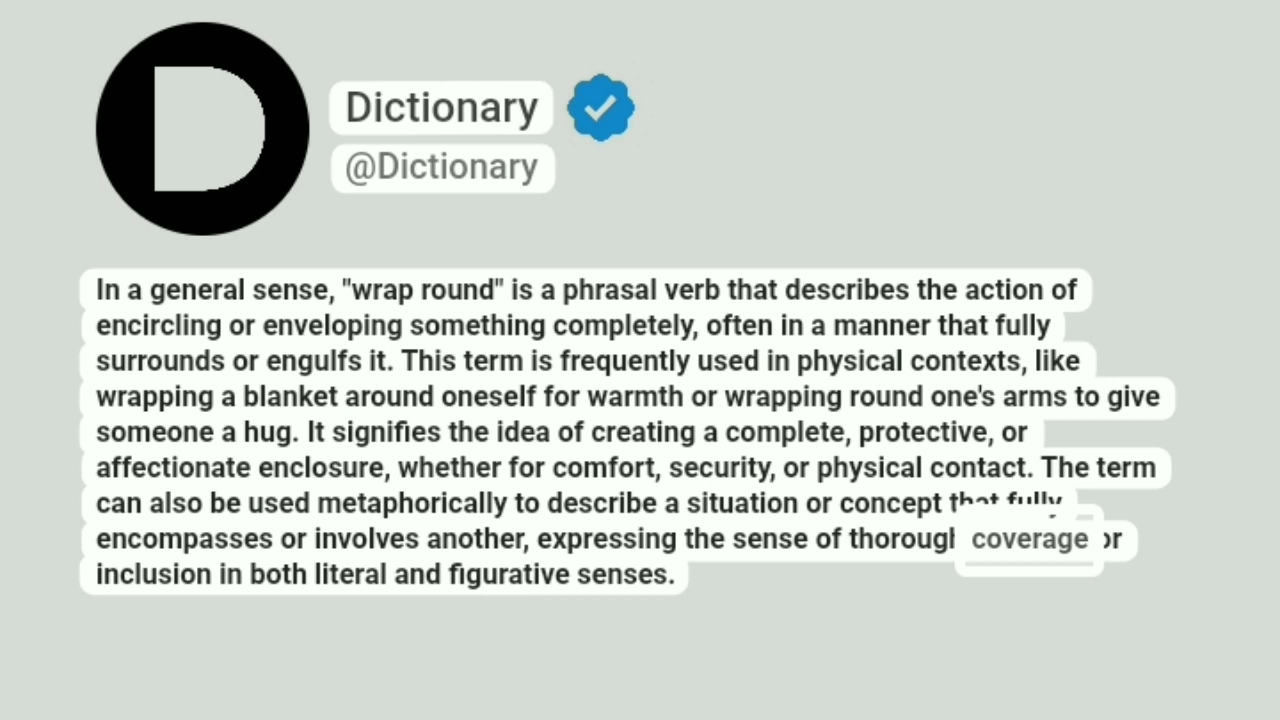 D
Dictionary
@Dictionary
In a general sense, "wrap round" is a phrasal verb that describes the action of
encircling or enveloping something completely, often in a manner that fully
surrounds or engulfs it. This term is frequently used in physical contexts, like
wrapping a blanket around oneself for warmth or wrapping round one's arms to give
someone a hug. It signifies the idea of creating a complete, protective, or
affectionate enclosure, whether for comfort, security, or physical contact. The term
can also be used metaphorically to describe a situation or concept that fully
encompasses or involves another, expressing the sense of thorough coverage or
inclusion in both literal and figurative senses.